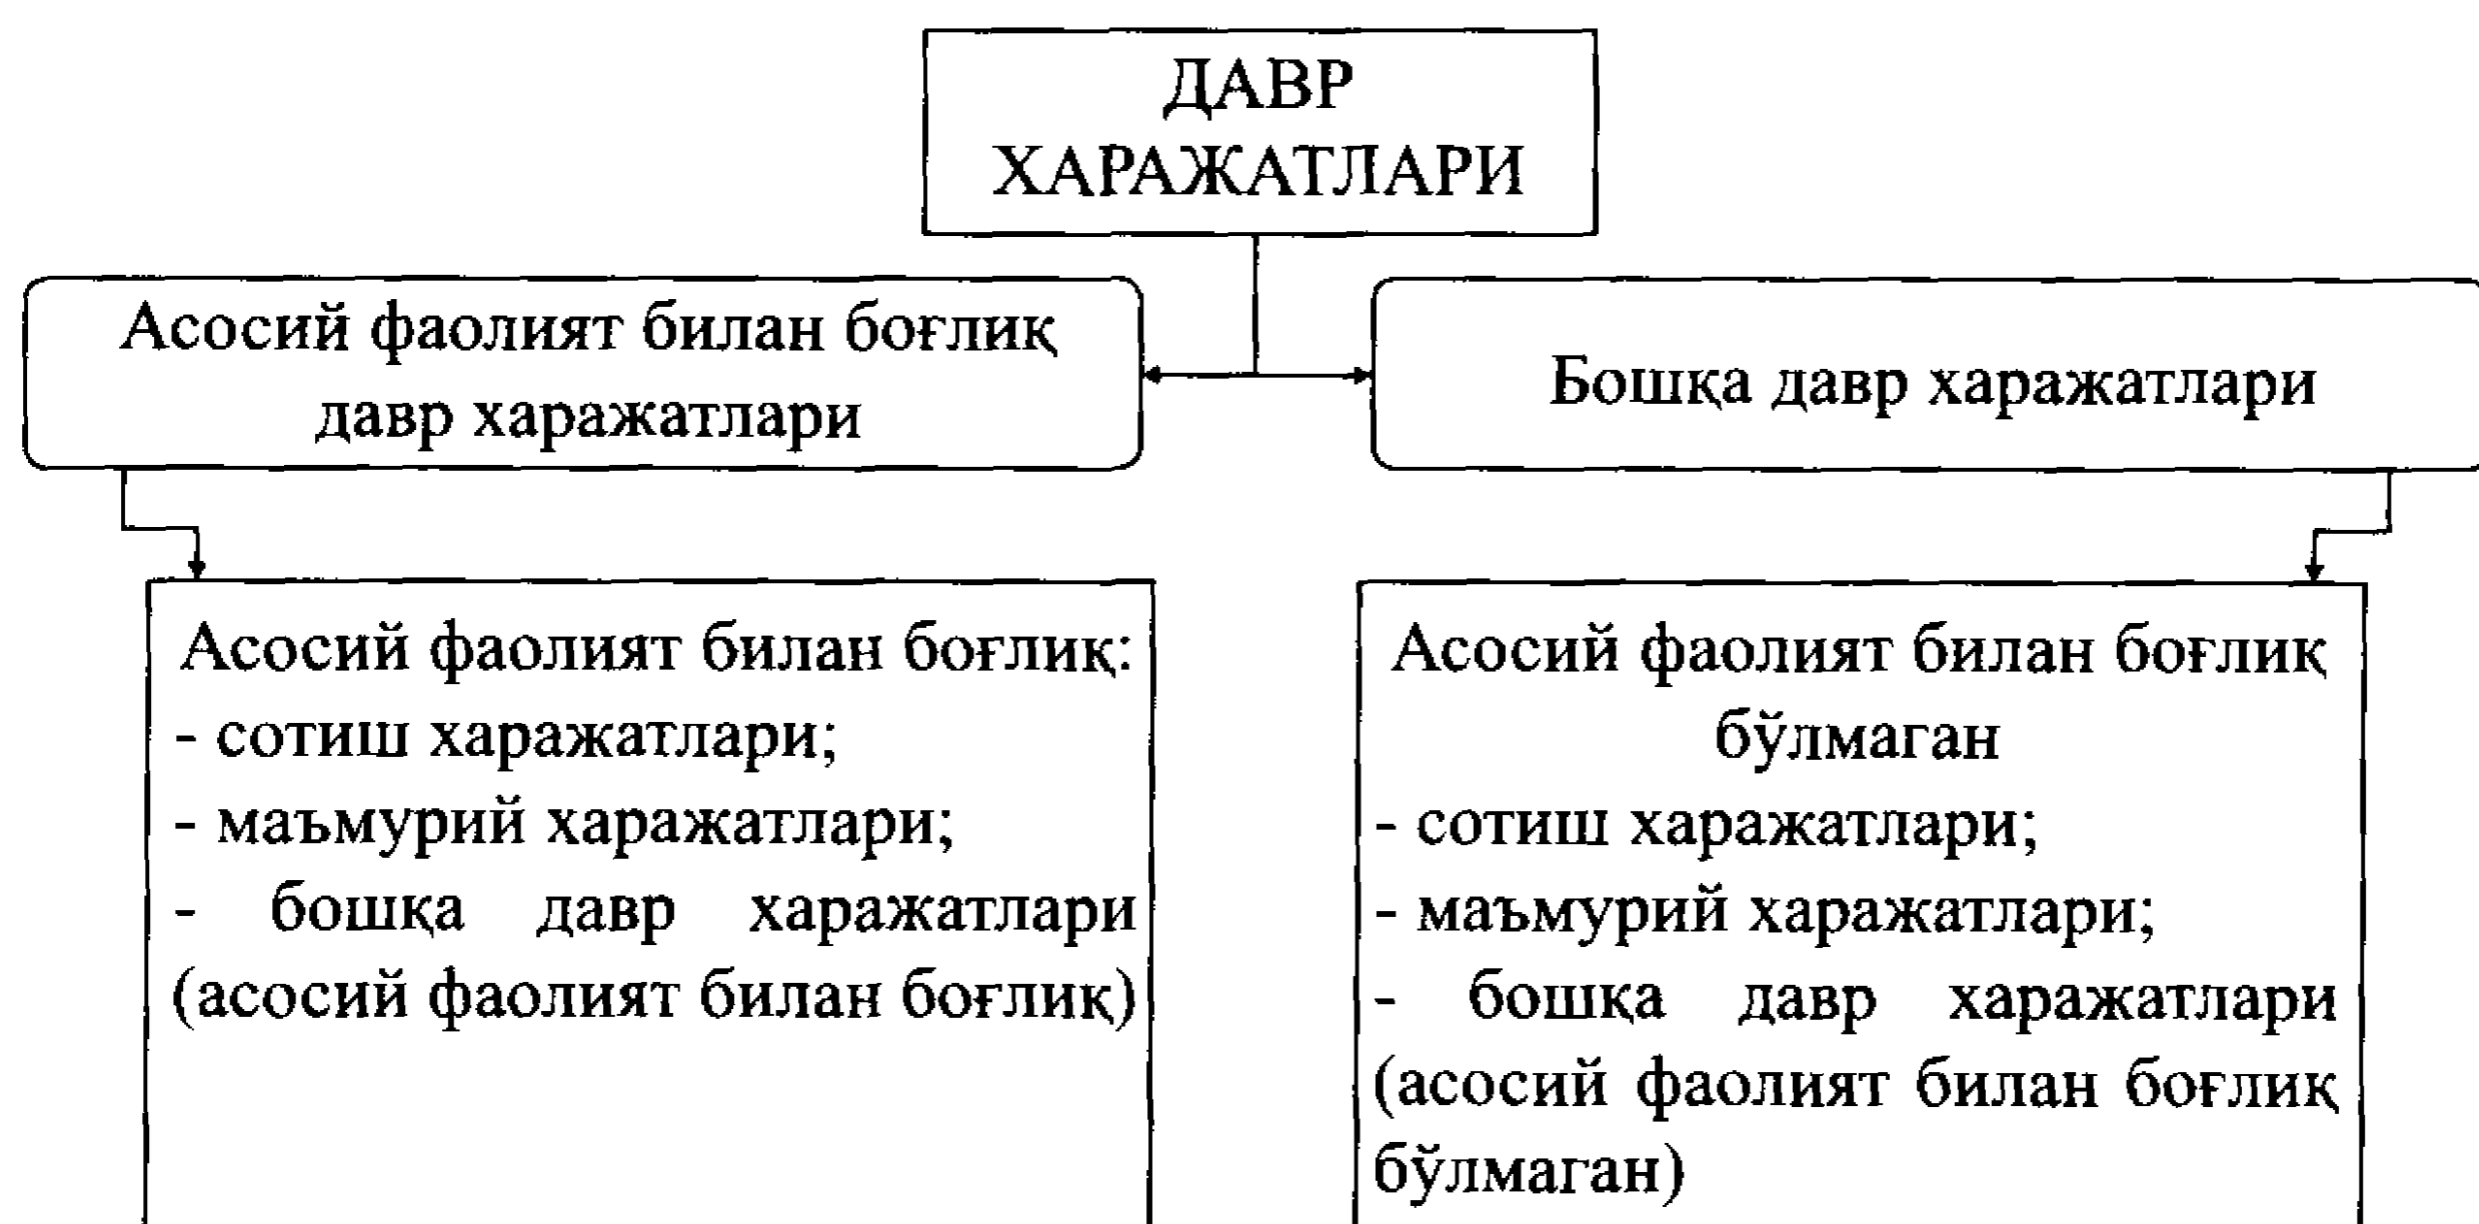 ДАВР
ХАРАЖАТЛАРИ
Асосий фаолият билан боғлиқ
давр харажатлари
Бошқа давр харажатлари
Асосий фаолият билан боғлиқ:
- сотиш харажатлари;
- маъмурий харажатлари;
- бошқа давр харажатлари
(асосий фаолият билан боғлиқ)
Асосий фаолият билан боғлиқ
бўлмаган
- сотиш харажатлари;
- маъмурий харажатлари;
- бошқа давр харажатлари
(асосий фаолият билан боғлиқ
бўлмаган)